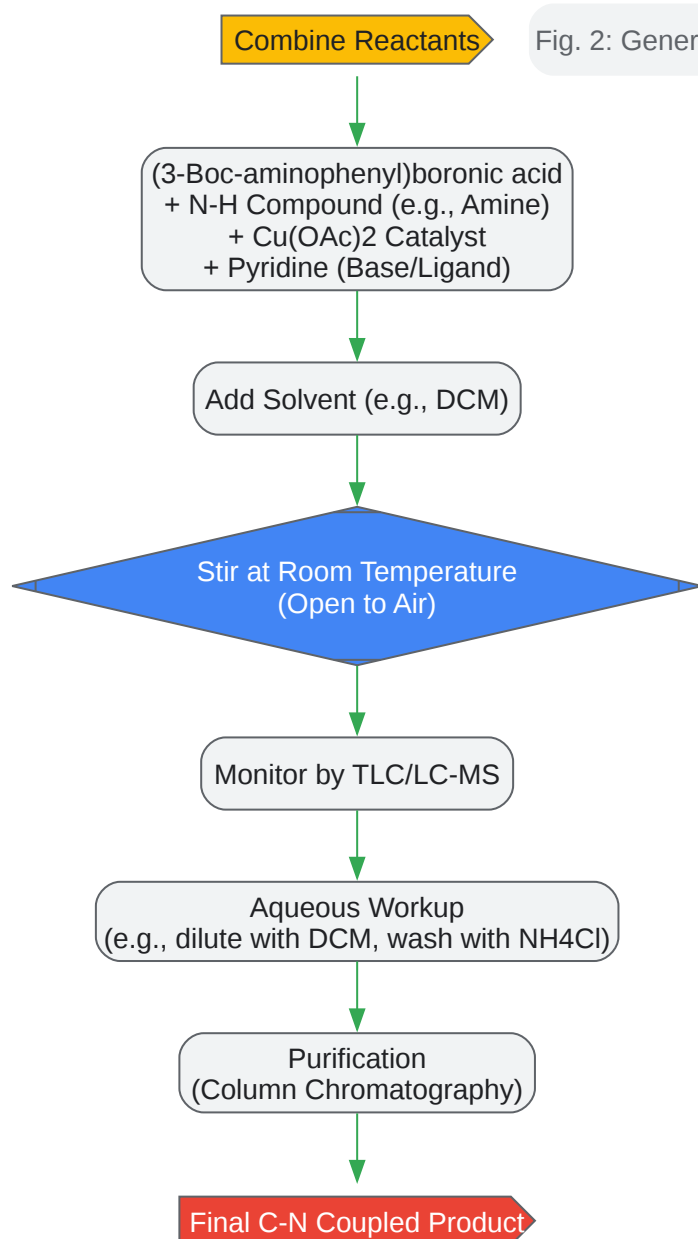 Combine Reactants
Fig. 2: Gener
(3-Boc-aminophenyl)boronic acid
+ N-H Compound (e.g., Amine)
+ Cu(OAc)2 Catalyst
+ Pyridine (Base/Ligand)
Add Solvent (e.g., DCM)
Stir at Room Temperature
(Open to Air)
Monitor by TLC/LC-MS
Aqueous Workup
(e.g., dilute with DCM, wash with NH4Cl)
Purification
(Column Chromatography)
Final C-N Coupled Product